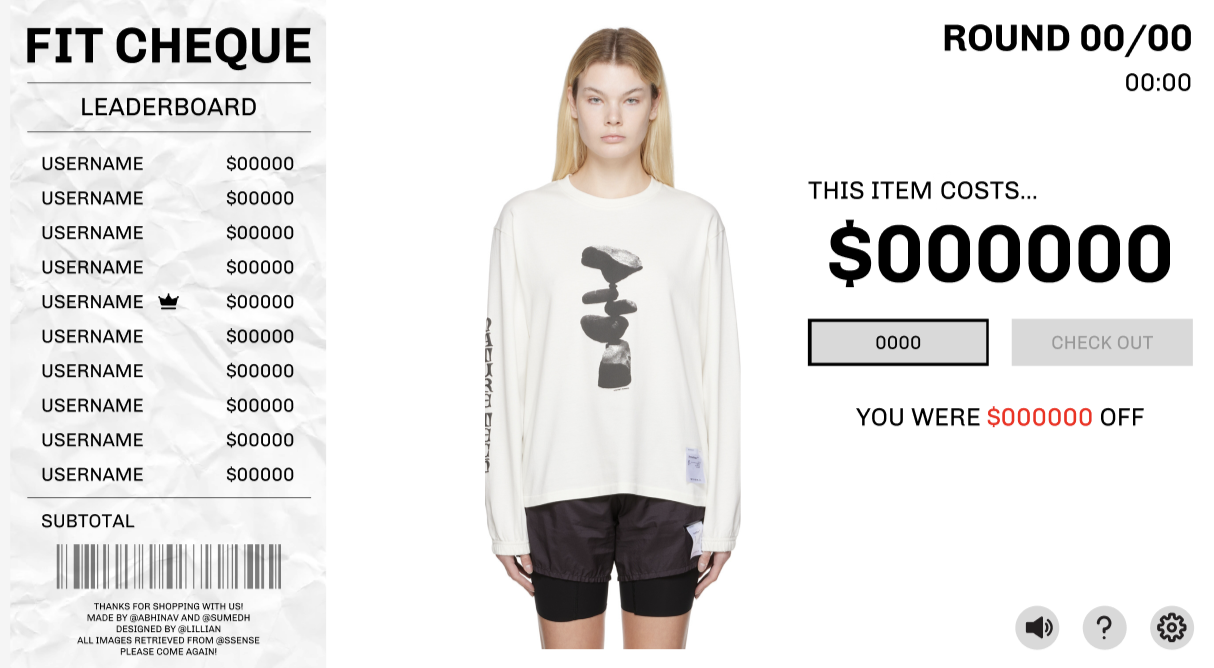 FIT CHEQUE
LEADERBOARD
USERNAME $00000
USERNAME $00000
USERNAME $00000
USERNAME $00000
USERNAME $00000
USERNAME $00000
USERNAME $00000
USERNAME $00000
USERNAME $00000
USERNAME $00000
SUBTOTAL
THANKS FOR SHOPPING WITH US!
MADE BY @ABHINAV AND @SUMEDH
DESIGNED BY @LILLIAN
ALL IMAGES RETRIEVED FROM @SSENSE
PLEASE COME AGAIN!
ROUND 00/00
00:00
THIS ITEM COSTS...
$000000
0000
CHECK OUT
YOU WERE $000000 OFF
?